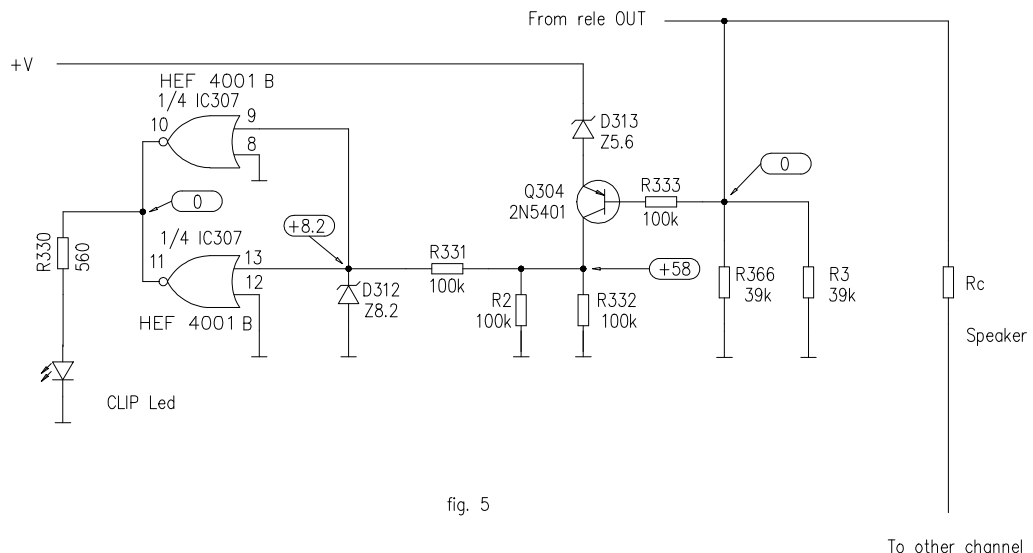 From rele OUT
+V
HEF 4001 B
1/4 IC307
10
9
8
D313
Z5.6
0
Q304
2N5401
R333
100k
0
1/4 IC307
+8.2
R330
560
11
13
12
R331
100k
+58
D312
Z8.2
R2
100k
R332
100k
R366
39k
R3
39k
Rc
HEF 4001 B
Speaker
CLIP Led
fig. 5
To other channel